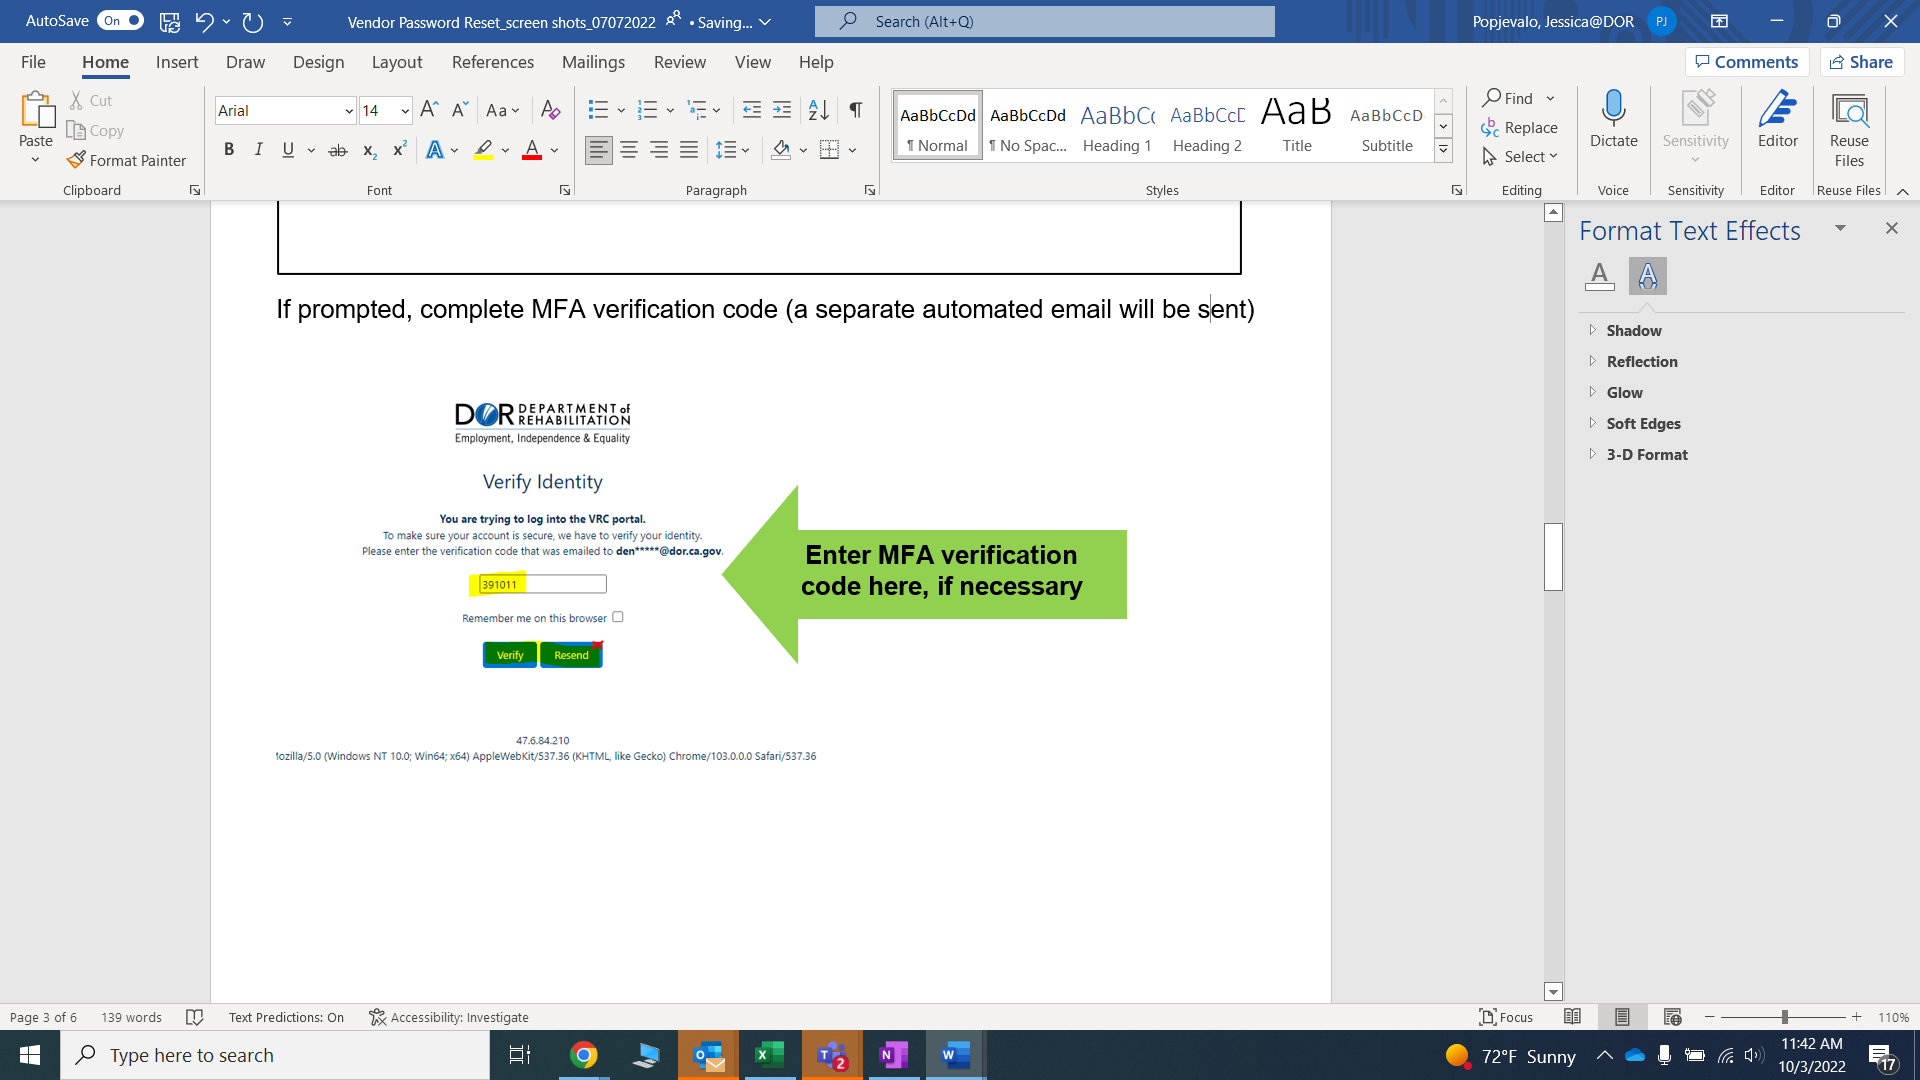 AutoSave On Vendor Password Reset_screen shots_07072022 • Saving... Search (Alt+Q) Popjevalo, Jessica@DOR PJ
File Home Insert Draw Design Layout References Mailings Review View Help Comments Share
Paste Cut
Copy
Format Painter
Clipboard
Arial 14
Font
Paragraph
AaBbCcDd AaBbCcDd AaBbCc AaBbCcD AaB AaBbCcD
¶ Normal ¶ No Spac... Heading 1 Heading 2 Title Subtitle
Styles
Find
Replace
Select
Editing
Dictate
Voice
Sensitivity
Sensitivity
Editor
Editor
Reuse
Files
Reuse Files
If prompted, complete MFA verification code (a separate automated email will be sent)
DOR DEPARTMENT of
REHABILITATION
Employment, Independence & Equality
Verify Identity
You are trying to log into the VRC portal.
To make sure your account is secure, we have to verify your identity.
Please enter the verification code that was emailed to den*****@dor.ca.gov.
391011
Remember me on this browser
Verify Resend
Enter MFA verification
code here, if necessary
47.6.84.210
Mozilla/5.0 (Windows NT 10.0; Win64; x64) AppleWebKit/537.36 (KHTML, like Gecko) Chrome/103.0.0.0 Safari/537.36
Format Text Effects
Shadow
Reflection
Glow
Soft Edges
3-D Format
Page 3 of 6 139 words Text Predictions: On Accessibility: Investigate Focus 110%
Type here to search 2 72°F Sunny 11:42 AM
10/3/2022 17